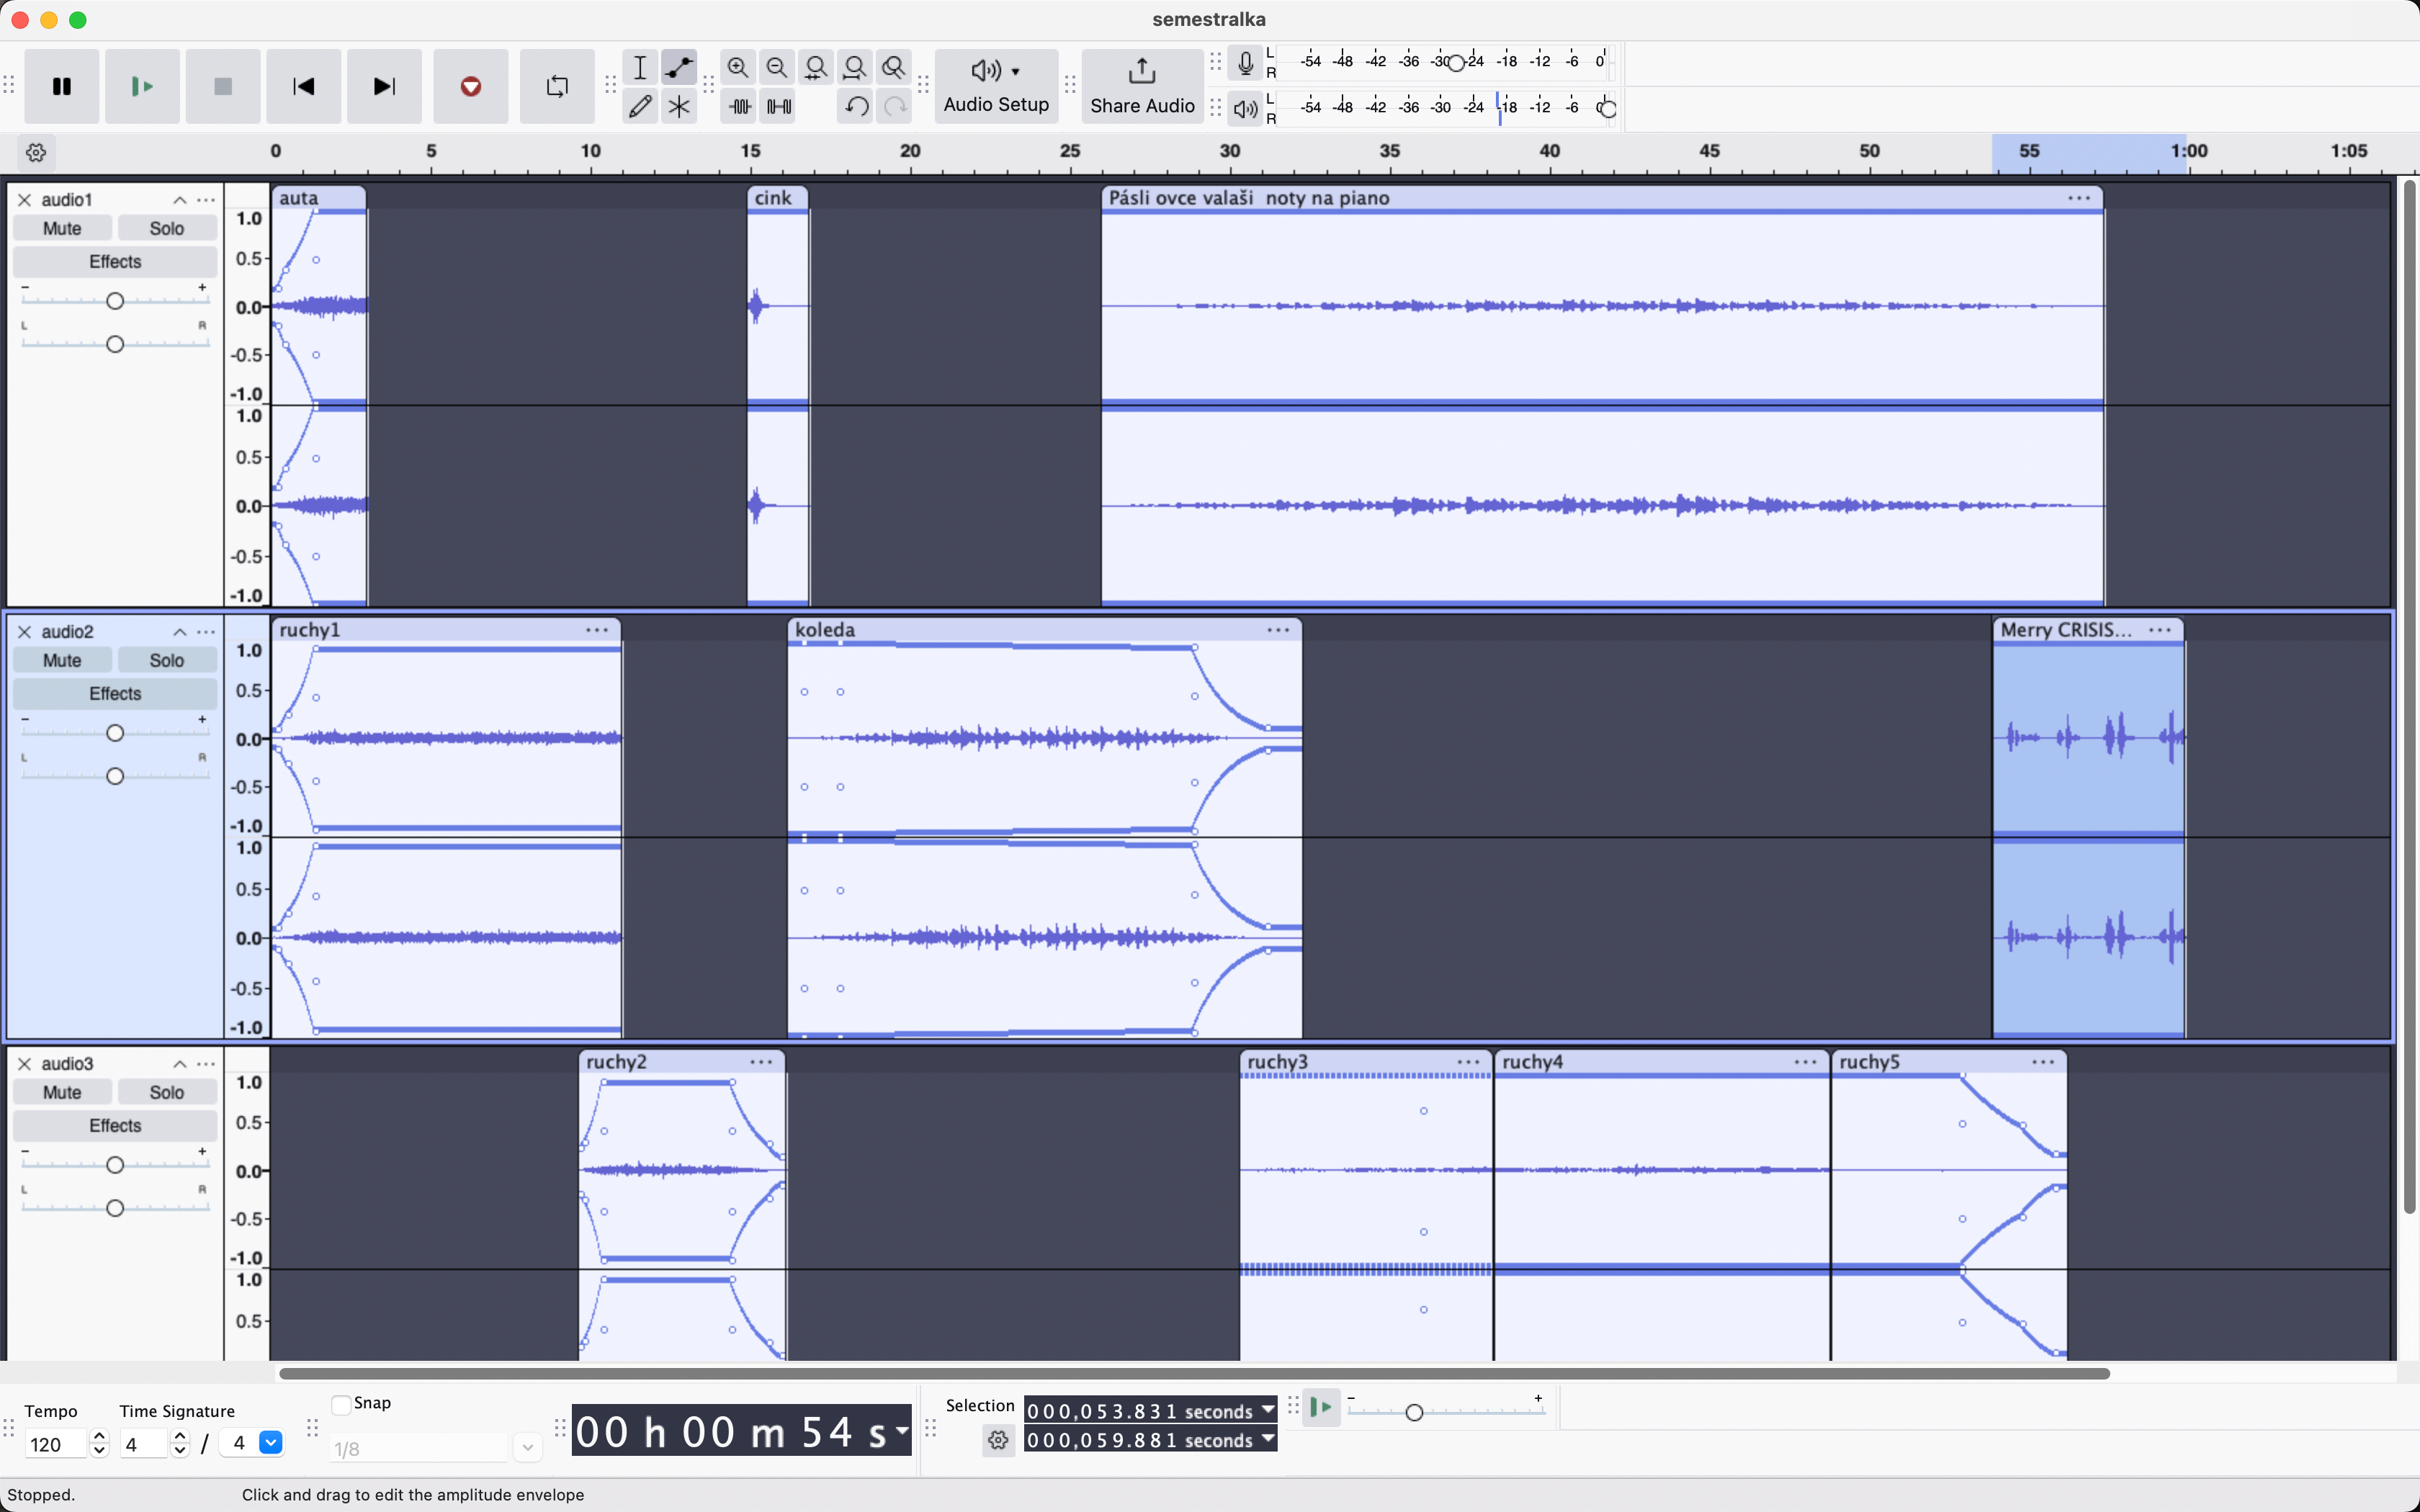 semestralka
Audio Setup
Share Audio
L
R
-54 -48 -42 -36 -30 -24 -18 -12 -6 0
L
R
-54 -48 -42 -36 -30 -24 -18 -12 -6 0
0 5 10 15 20 25 30 35 40 45 50 55 1:00 1:05
audio1
Mute Solo
Effects
- +
L R
1.0
0.5
0.0
-0.5
-1.0
1.0
0.5
0.0
-0.5
-1.0
auta
cink
Pásli ovce valaši noty na piano
audio2
Mute Solo
Effects
- +
L R
1.0
0.5
0.0
-0.5
-1.0
1.0
0.5
0.0
-0.5
-1.0
ruchy1
koleda
Merry CRISIS...
audio3
Mute Solo
Effects
- +
L R
1.0
0.5
0.0
-0.5
-1.0
1.0
0.5
ruchy2
ruchy3
ruchy4
ruchy5
Tempo
120
Time Signature
4 / 4
Snap
1/8
00 h 00 m 54 s
Selection
000,053.831 seconds
000,059.881 seconds
- +
Stopped.
Click and drag to edit the amplitude envelope